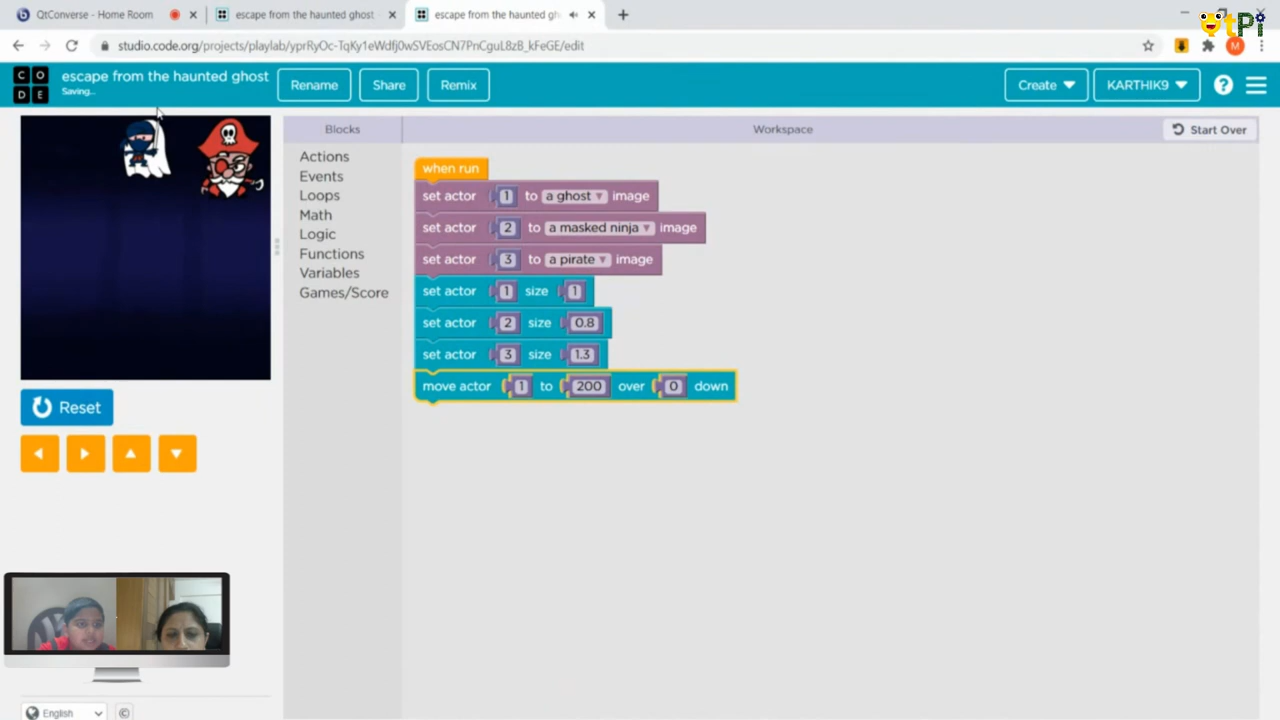 QtConverse - Home Room
escape from the haunted ghost
escape from the haunted gh
QtPi
studio.code.org/projects/playlab/yprRyOc-TqKy1eWdfj0wSVEosCN7PnCguL8zB_kFeGE/edit
M
C O
D E
escape from the haunted ghost
Saving...
Rename
Share
Remix
Create
KARTHIK9
?
Blocks
Workspace
Start Over
Actions
Events
Loops
Math
Logic
Functions
Variables
Games/Score
when run
set actor 1 to a ghost image
set actor 2 to a masked ninja image
set actor 3 to a pirate image
set actor 1 size 1
set actor 2 size 0.8
set actor 3 size 1.3
move actor 1 to 200 over 0 down
Reset
English
©